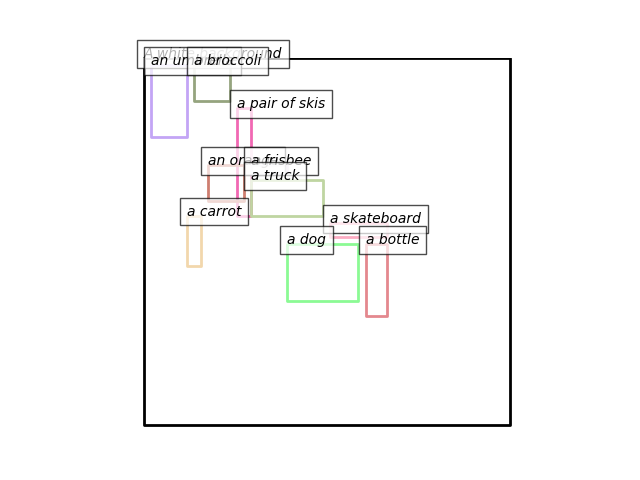 A white background
an umbrella
a broccoli
a pair of skis
an orange
a frisbee
a truck
a carrot
a skateboard
a dog
a bottle